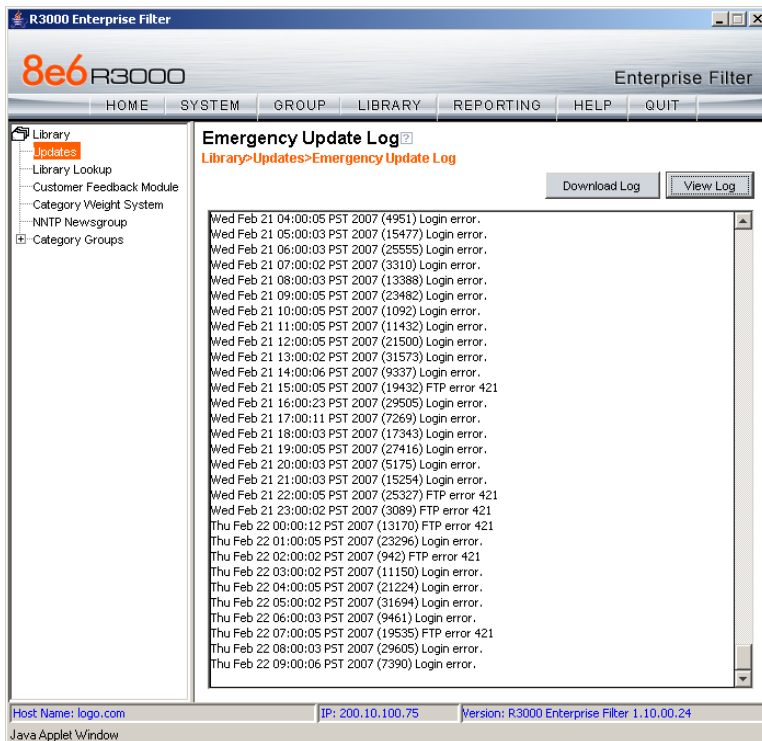 R3000 Enterprise Filter
8e6 R3000
Enterprise Filter
HOME SYSTEM GROUP LIBRARY REPORTING HELP QUIT
Library
Updates
Library Lookup
Customer Feedback Module
Category Weight System
NNTP Newsgroup
Category Groups
Emergency Update Log?
Library>Updates>Emergency Update Log
Download Log View Log
Wed Feb 21 04:00:05 PST 2007 (4951) Login error.
Wed Feb 21 05:00:03 PST 2007 (15477) Login error.
Wed Feb 21 06:00:03 PST 2007 (25555) Login error.
Wed Feb 21 07:00:02 PST 2007 (3310) Login error.
Wed Feb 21 08:00:03 PST 2007 (13388) Login error.
Wed Feb 21 09:00:05 PST 2007 (23482) Login error.
Wed Feb 21 10:00:05 PST 2007 (1092) Login error.
Wed Feb 21 11:00:05 PST 2007 (11432) Login error.
Wed Feb 21 12:00:05 PST 2007 (21500) Login error.
Wed Feb 21 13:00:02 PST 2007 (31573) Login error.
Wed Feb 21 14:00:06 PST 2007 (9337) Login error.
Wed Feb 21 15:00:05 PST 2007 (19432) FTP error 421
Wed Feb 21 16:00:23 PST 2007 (29505) Login error.
Wed Feb 21 17:00:11 PST 2007 (7269) Login error.
Wed Feb 21 18:00:03 PST 2007 (17343) Login error.
Wed Feb 21 19:00:05 PST 2007 (27416) Login error.
Wed Feb 21 20:00:03 PST 2007 (5175) Login error.
Wed Feb 21 21:00:03 PST 2007 (15254) Login error.
Wed Feb 21 22:00:05 PST 2007 (25327) FTP error 421
Wed Feb 21 23:00:02 PST 2007 (3089) FTP error 421
Thu Feb 22 00:00:12 PST 2007 (13170) FTP error 421
Thu Feb 22 01:00:05 PST 2007 (23296) Login error.
Thu Feb 22 02:00:02 PST 2007 (942) FTP error 421
Thu Feb 22 03:00:02 PST 2007 (11150) Login error.
Thu Feb 22 04:00:05 PST 2007 (21224) Login error.
Thu Feb 22 05:00:02 PST 2007 (31694) Login error.
Thu Feb 22 06:00:03 PST 2007 (9461) Login error.
Thu Feb 22 07:00:05 PST 2007 (19535) FTP error 421
Thu Feb 22 08:00:03 PST 2007 (29605) Login error.
Thu Feb 22 09:00:06 PST 2007 (7390) Login error.
Host Name: logo.com IP: 200.10.100.75 Version: R3000 Enterprise Filter 1.10.00.24
Java Applet Window